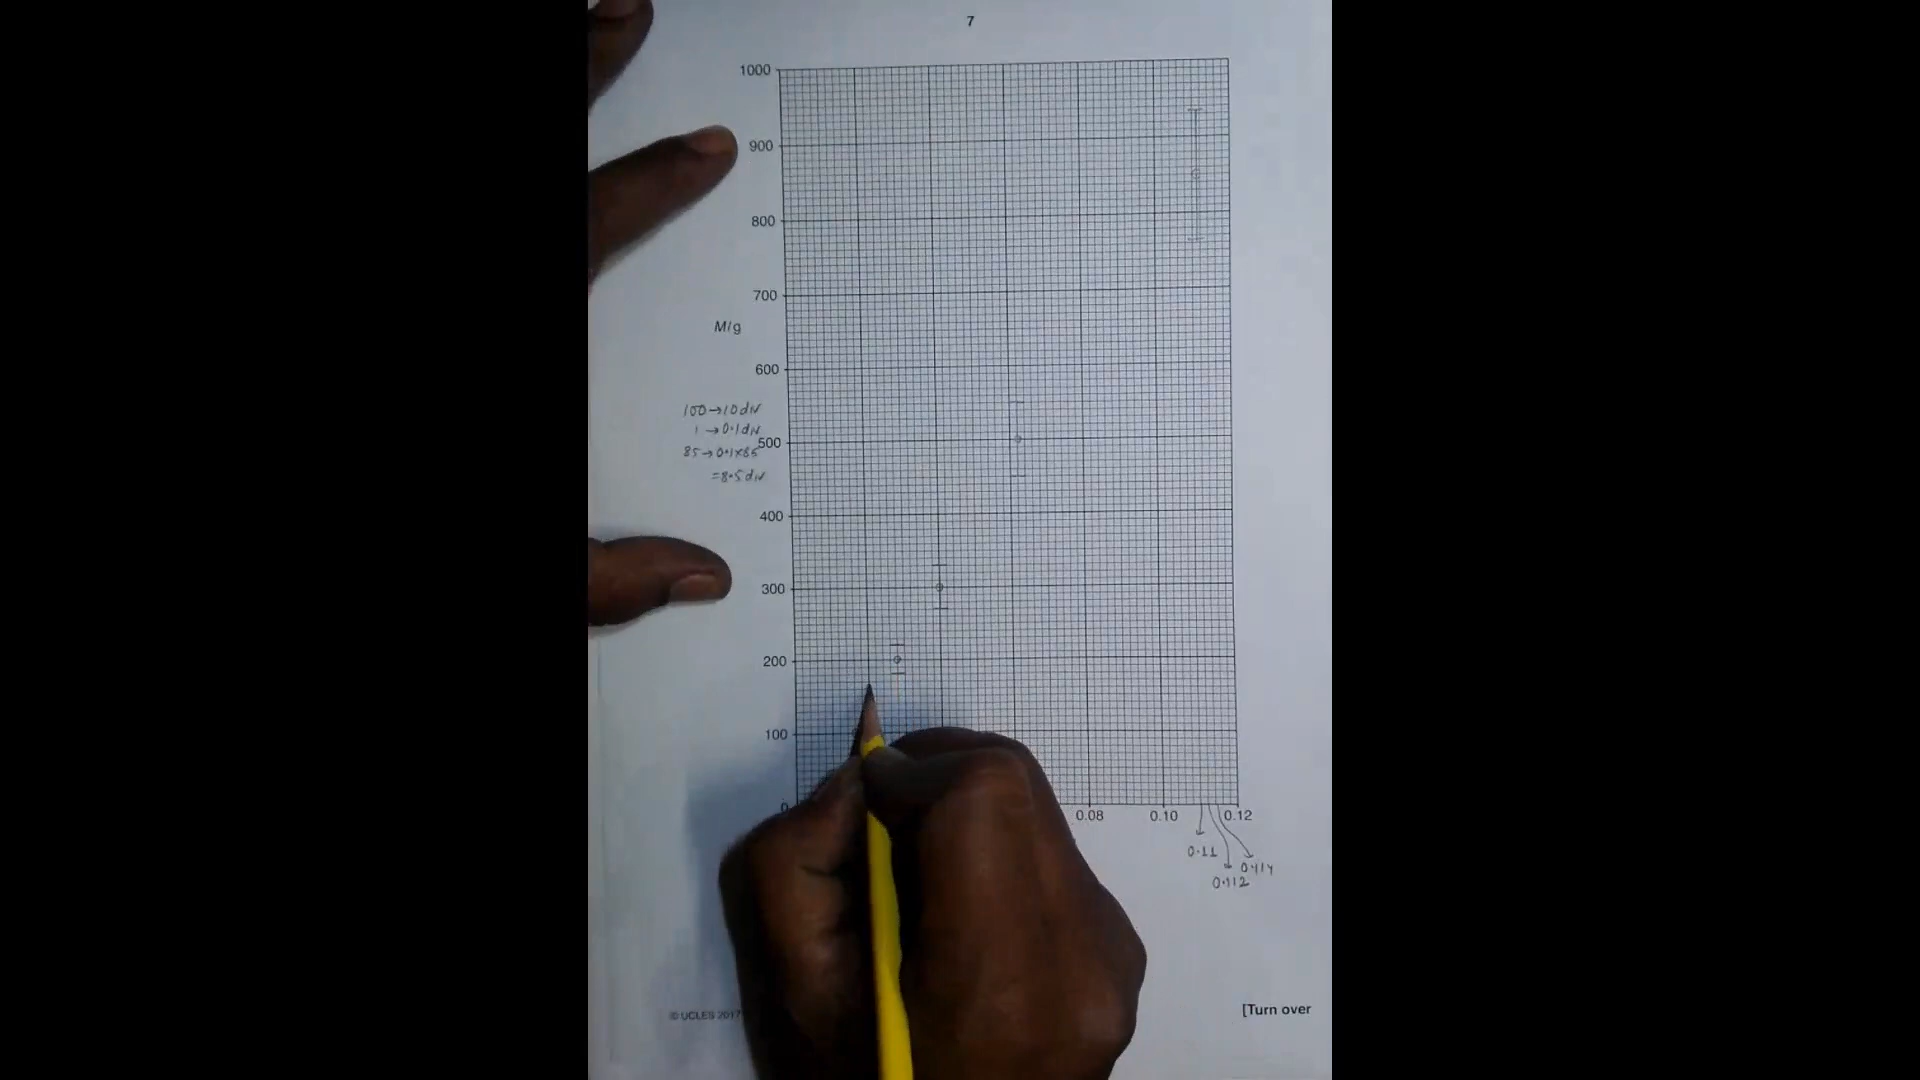 7
1000
900
800
700
M/g
600
100→10div
1→0.1div
500
85→0.1×85
=8.5div
400
300
200
100
0
0.08 0.10 0.12
0.11 0.114
0.112
© UCLES 2017
[Turn over